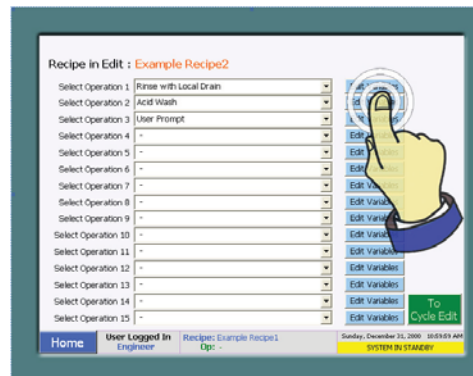 Recipe in Edit : Example Recipe2
Select Operation 1 Rinse with Local Drain
Select Operation 2 Acid Wash
Select Operation 3 User Prompt
Select Operation 4 - Edit
Select Operation 5 - Edit
Select Operation 6 - Edit
Select Operation 7 - Edit
Select Operation 8 - Edit Variab
Select Operation 9 - Edit
Select Operation 10 - Edit Variables
Select Operation 11 - Edit Variables
Select Operation 12 - Edit Variables
Select Operation 13 - Edit Variables
Select Operation 14 - Edit Variables
Select Operation 15 - Edit Variables
To
Cycle Edit
Home
User Logged In
Engineer
Recipe: Example Recipe1
Op: -
Sunday, December 31, 2000 10:59:59 AM
SYSTEM IN STANDBY